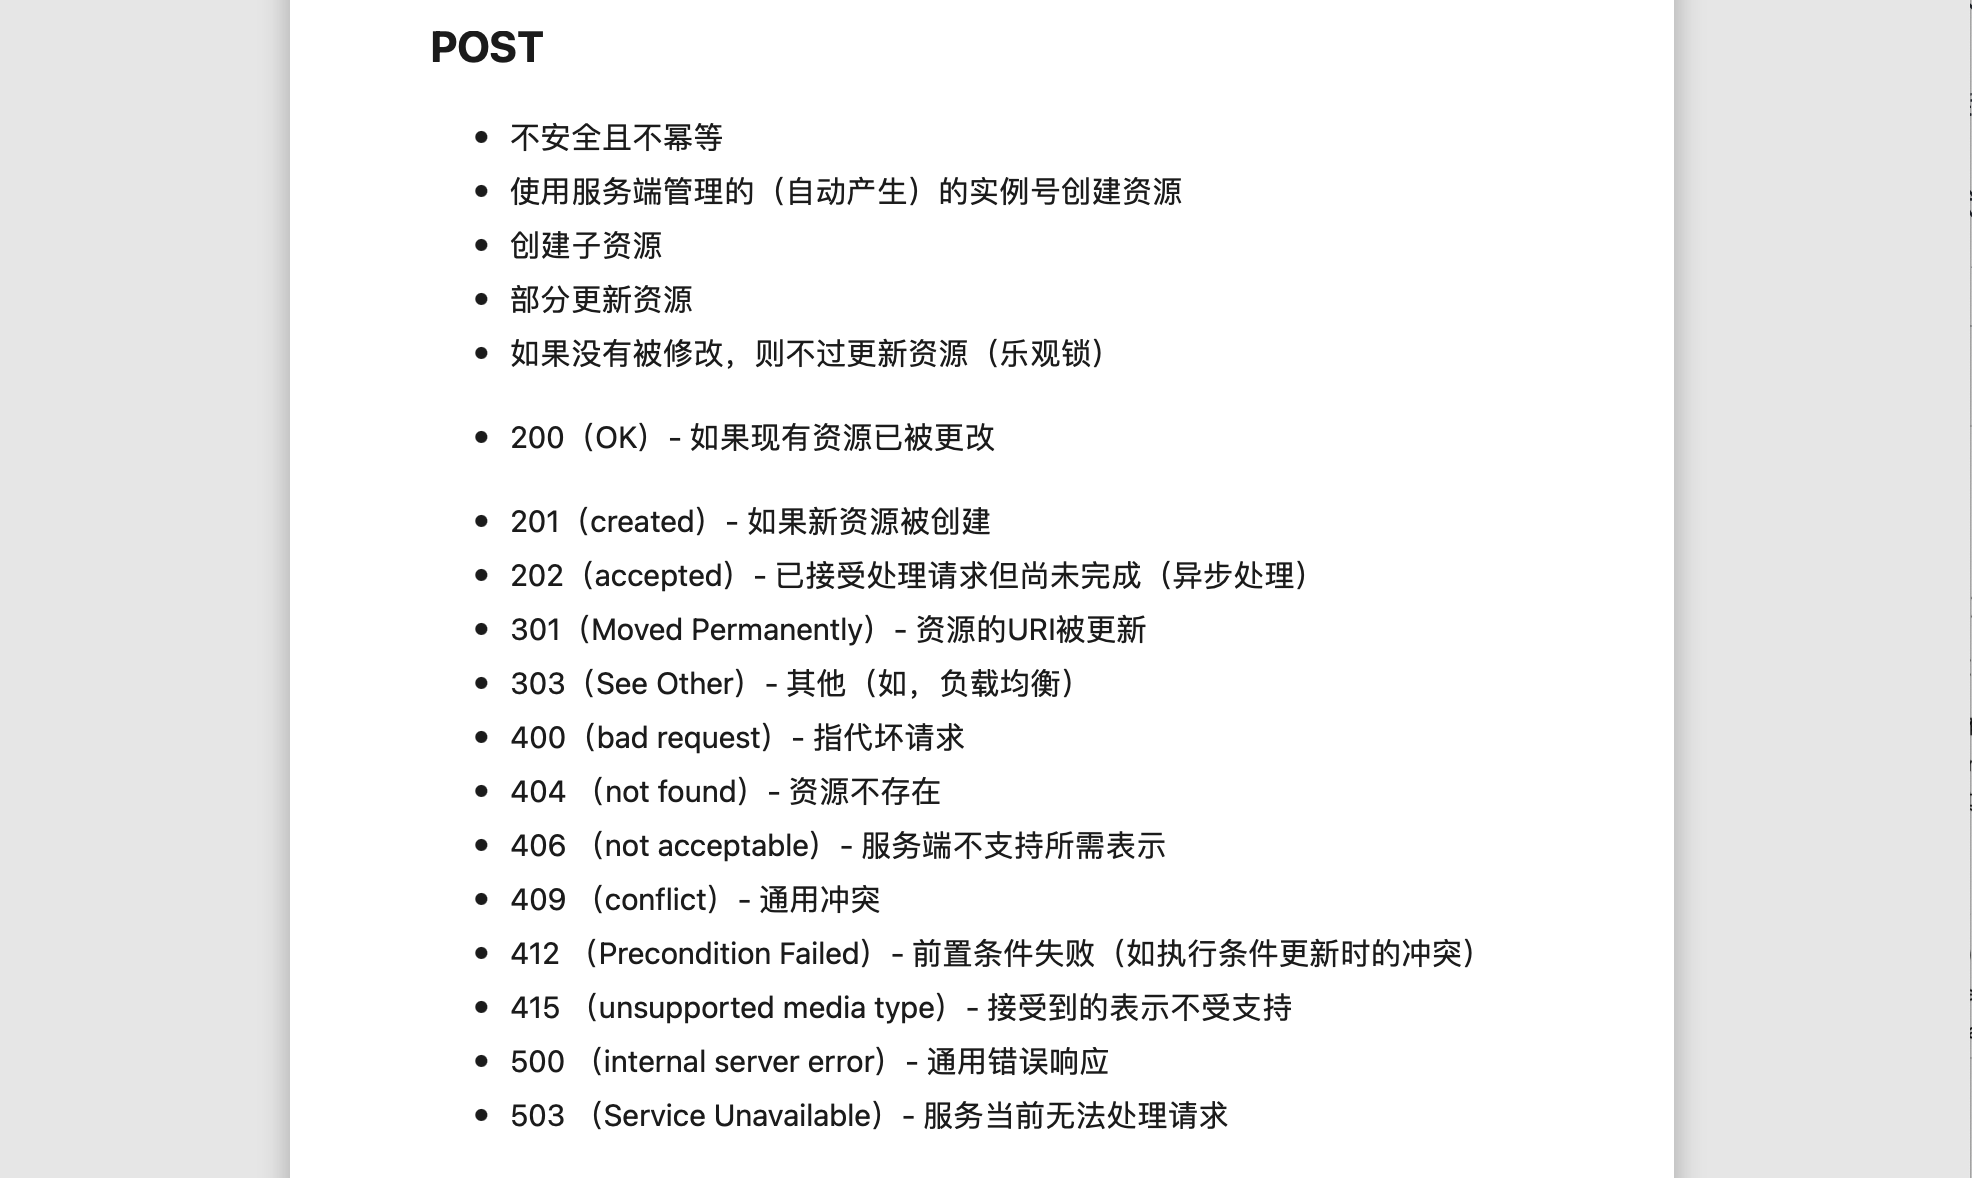 POST
不安全且不幂等
使用服务端管理的（自动产生）的实例号创建资源
创建子资源
部分更新资源
如果没有被修改，则不过更新资源（乐观锁）
200（OK）- 如果现有资源已被更改
201（created）- 如果新资源被创建
202（accepted）- 已接受处理请求但尚未完成（异步处理）
301（Moved Permanently）- 资源的URI被更新
303（See Other）- 其他（如，负载均衡）
400（bad request）- 指代坏请求
404 （not found）- 资源不存在
406 （not acceptable）- 服务端不支持所需表示
409 （conflict）- 通用冲突
412 （Precondition Failed）- 前置条件失败（如执行条件更新时的冲突）
415 （unsupported media type）- 接受到的表示不受支持
500 （internal server error）- 通用错误响应
503 （Service Unavailable）- 服务当前无法处理请求